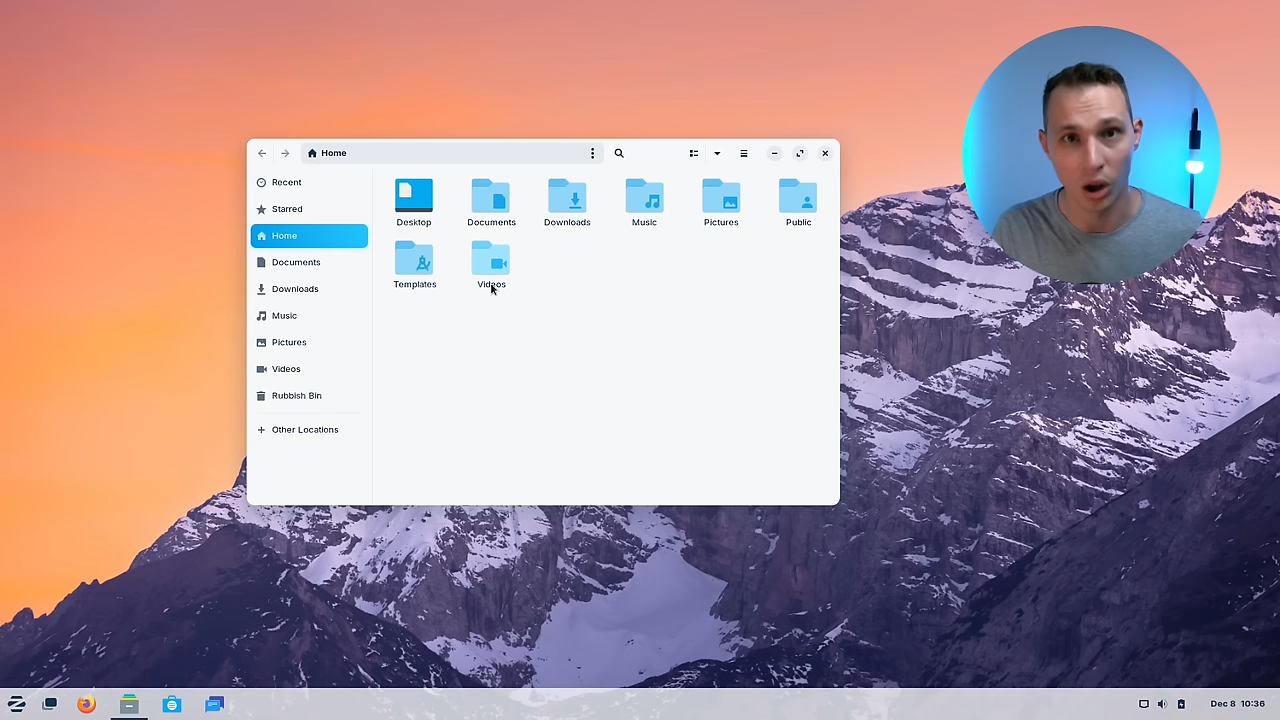 Home
Recent
Starred
Home
Documents
Downloads
Music
Pictures
Videos
Rubbish Bin
Other Locations
Desktop
Documents
Downloads
Music
Pictures
Public
Templates
Videos
Dec 8 10:36